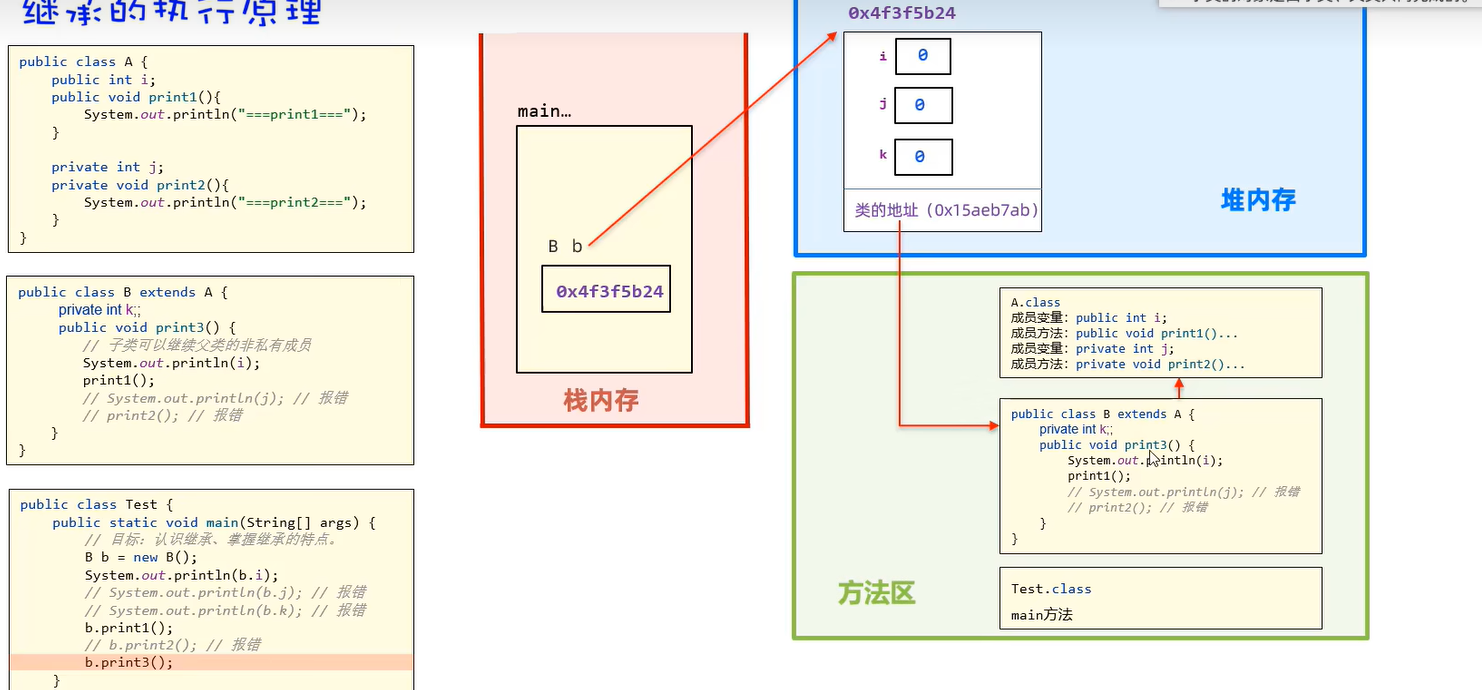 继承的执行原理
public class A {
public int i;
public void print1(){
System.out.println("===print1===");
}
private int j;
private void print2(){
System.out.println("===print2===");
}
}
public class B extends A {
private int k;;
public void print3() {
// 子类可以继续父类的非私有成员
System.out.println(i);
print1();
// System.out.println(j); // 报错
// print2(); // 报错
}
}
public class Test {
public static void main(String[] args) {
// 目标：认识继承、掌握继承的特点。
B b = new B();
System.out.println(b.i);
// System.out.println(b.j); // 报错
// System.out.println(b.k); // 报错
b.print1();
// b.print2(); // 报错
b.print3();
}
main…
B b
0x4f3f5b24
栈内存
0x4f3f5b24
i 0
j 0
k 0
类的地址（0x15aeb7ab）
堆内存
A.class
成员变量：public int i;
成员方法：public void print1()...
成员变量：private int j;
成员方法：private void print2()...
public class B extends A {
private int k;;
public void print3() {
System.out.println(i);
print1();
// System.out.println(j); // 报错
// print2(); // 报错
}
}
Test.class
main方法
方法区